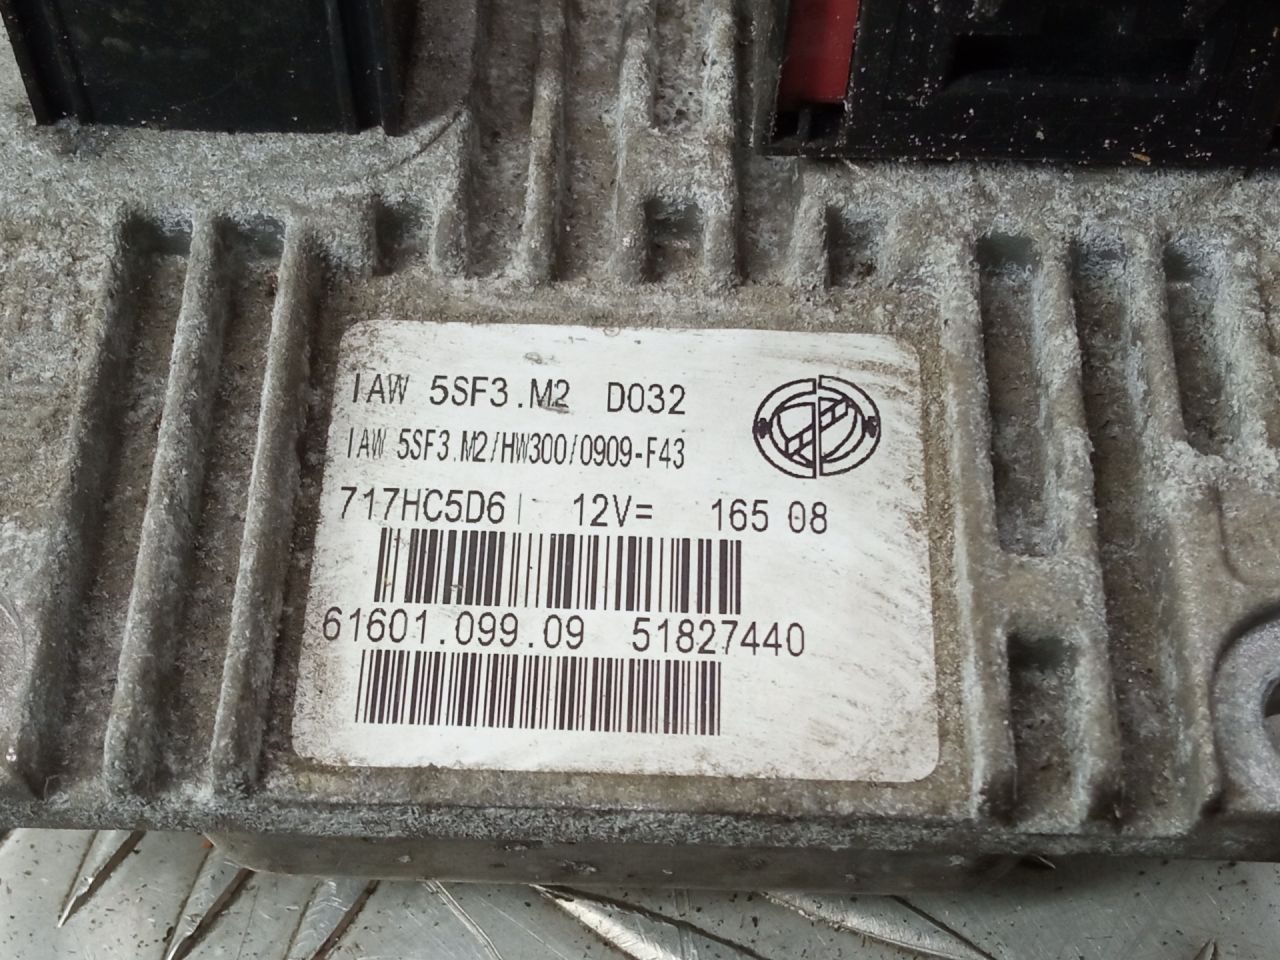 IAW 5SF3.M2 D032
IAW 5SF3.M2/HW300/0909-F43
717HC5D6 12V= 165 08
61601.099.09 51827440